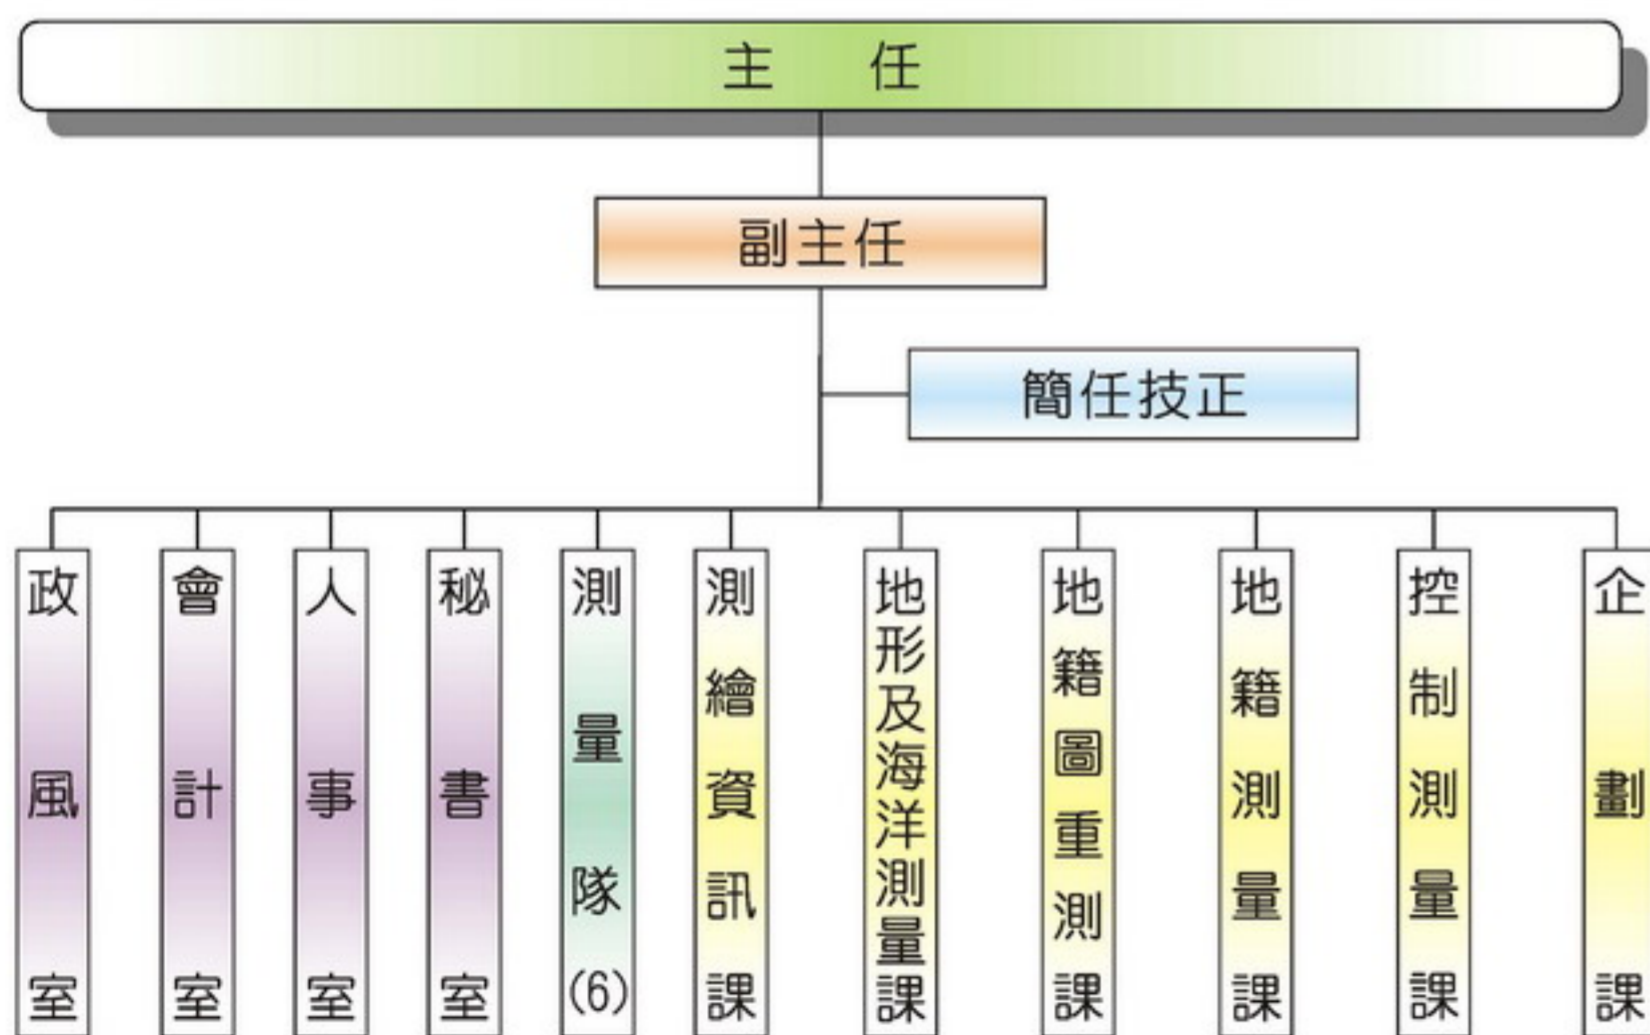 主任
副主任
簡任技正
政風室
會計室
人事室
秘書室
測量隊(6)
測繪資訊課
地形及海洋測量課
地籍圖重測課
地籍測量課
控制測量課
企劃課